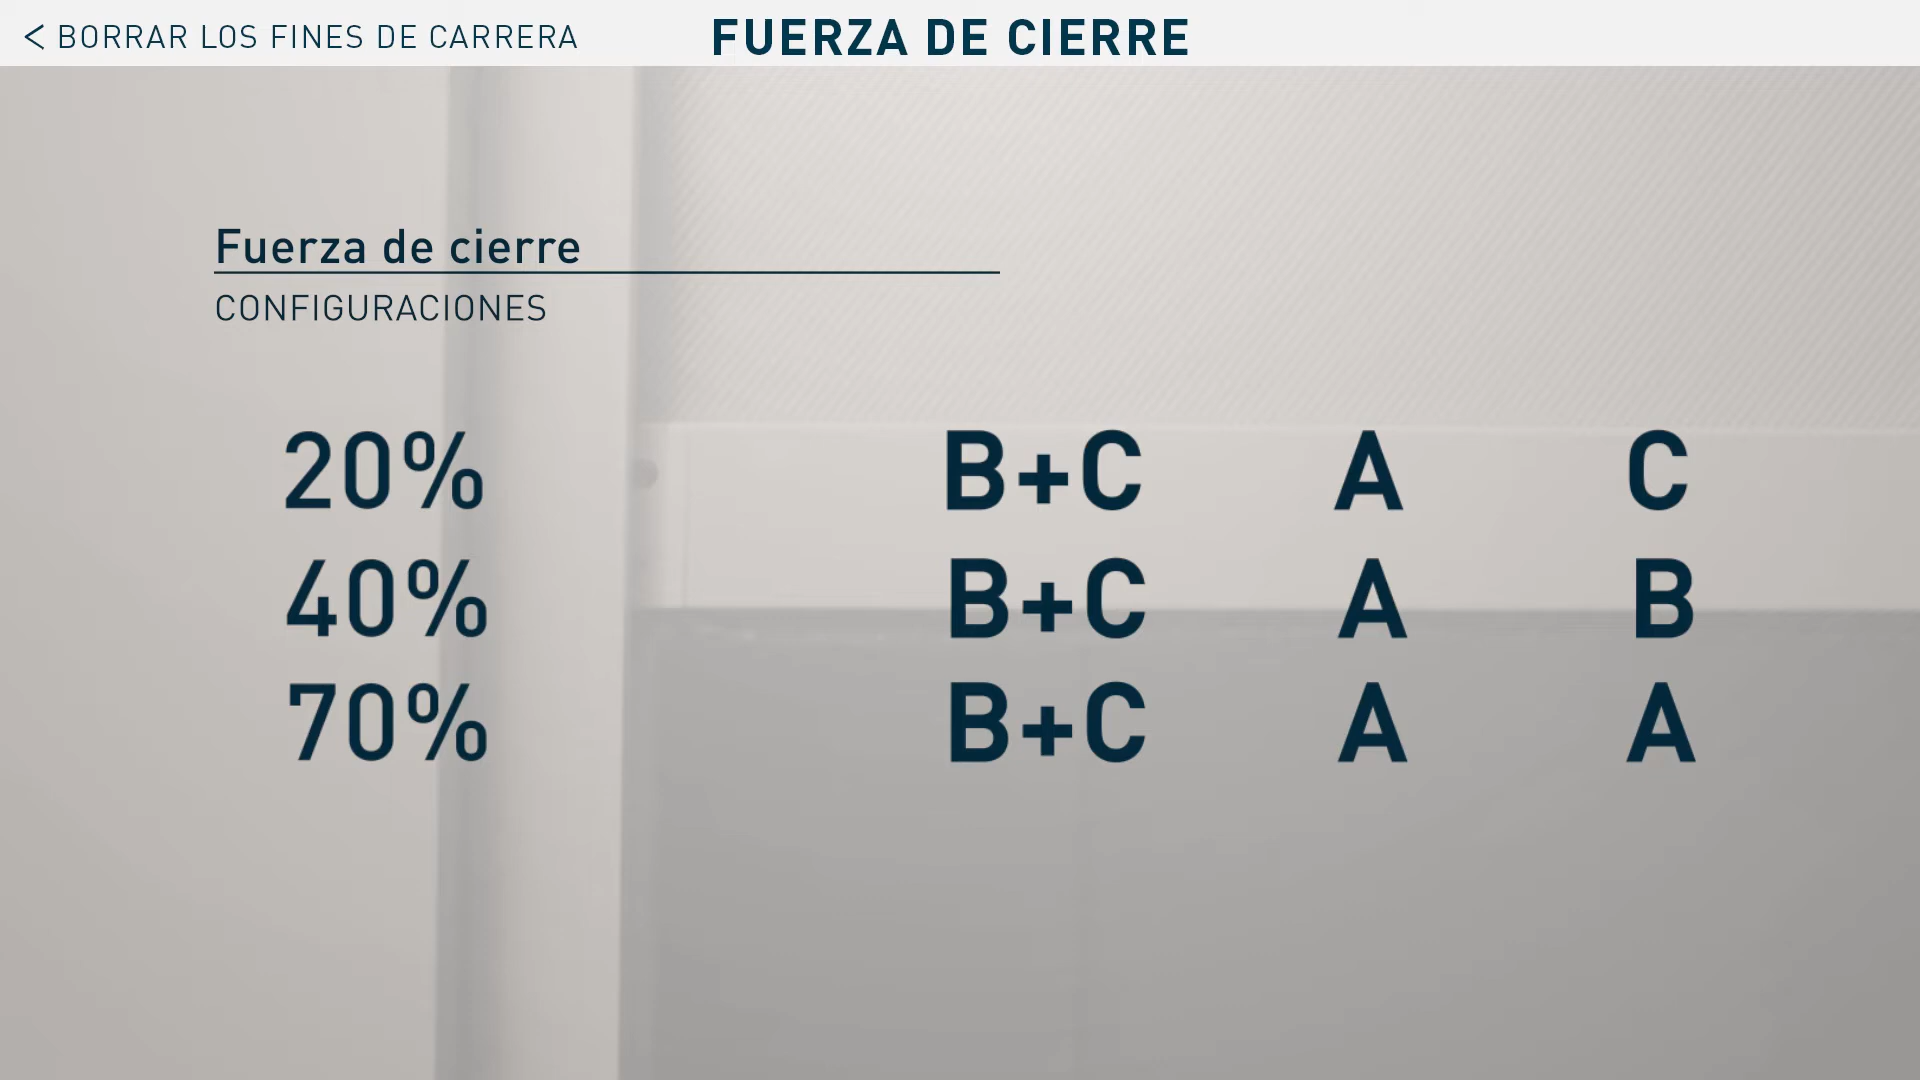 < BORRAR LOS FINES DE CARRERA
FUERZA DE CIERRE
Fuerza de cierre
CONFIGURACIONES
20% B+C A C
40% B+C A B
70% B+C A A